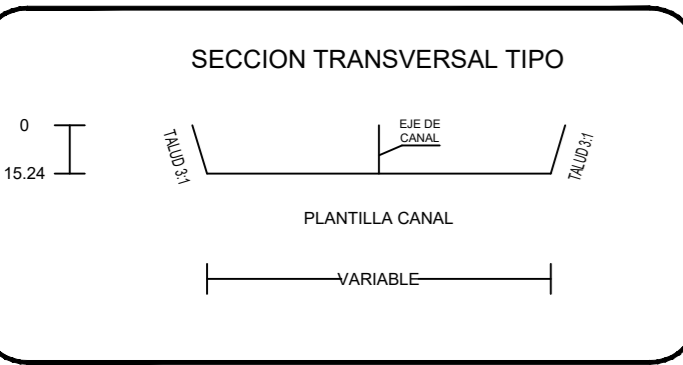 SECCION TRANSVERSAL TIPO
0
15.24
TALUD 3:1
EJE DE
CANAL
TALUD 3:1
PLANTILLA CANAL
VARIABLE